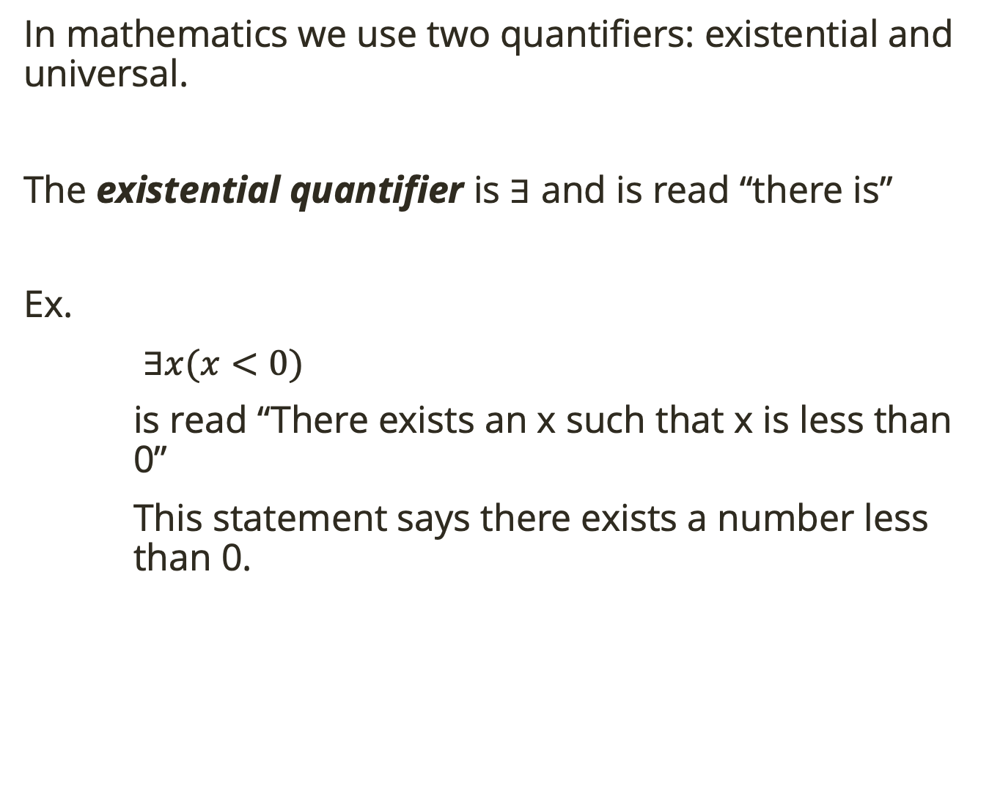 In mathematics we use two quantifiers: existential and
universal.
The existential quantifier is ∃ and is read “there is”
Ex.
∃x(x < 0)
is read “There exists an x such that x is less than
0”
This statement says there exists a number less
than 0.